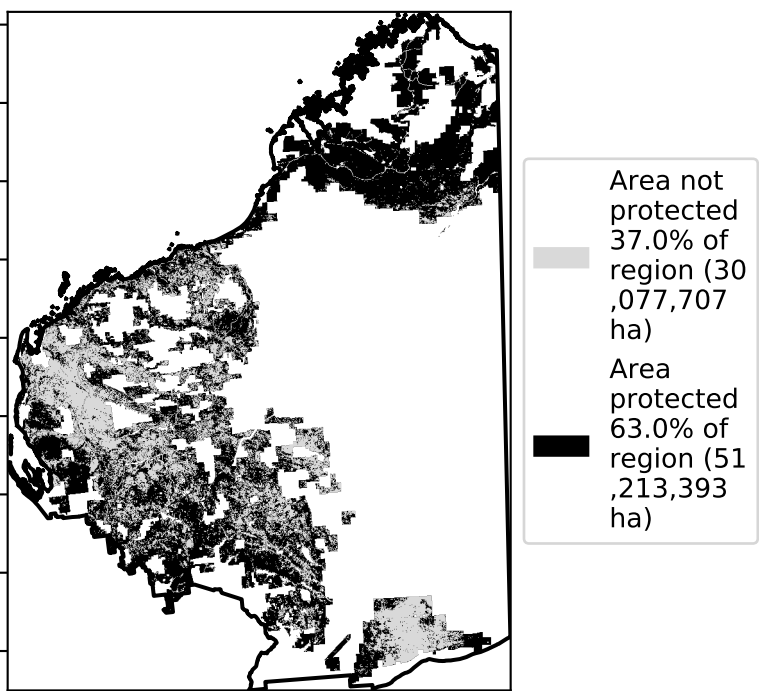 Area not
protected
37.0% of
region (30
,077,707
ha)
Area
protected
63.0% of
region (51
,213,393
ha)